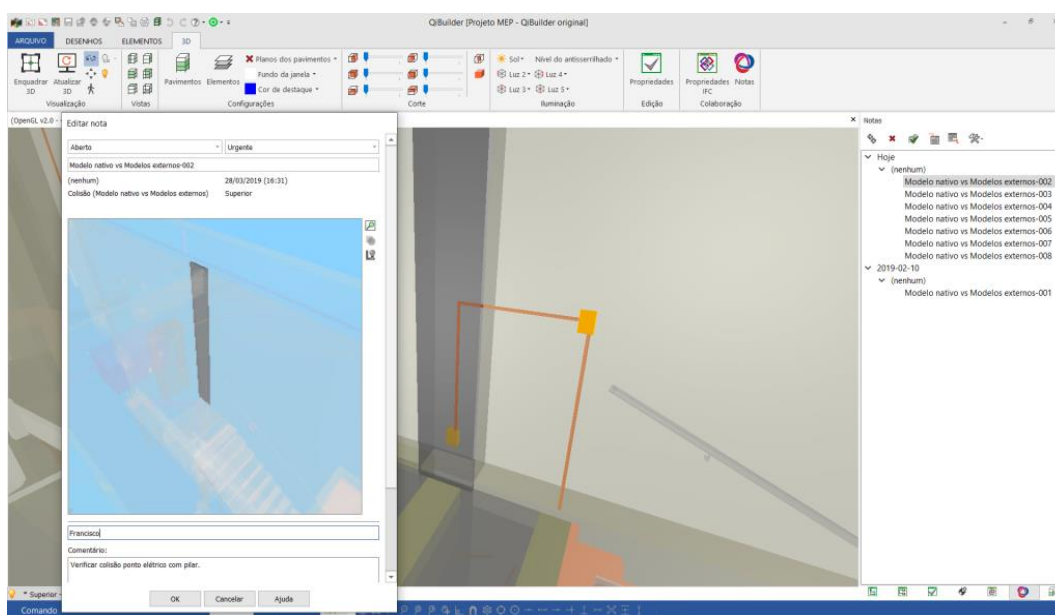 QiBuilder [Projeto MEP - QiBuilder original]
ARQUIVO DESENHOS ELEMENTOS 3D
Enquadrar 3D
Atualizar 3D
Visualização
Vistas
Pavimentos Elementos
Planos dos pavimentos
Fundo da janela
Cor de destaque
Configurações
Corte
Sol Nível do antisserrilhado
Luz 2 Luz 4
Luz 3 Luz 5
Iluminação
Propriedades
Edição
Propriedades IFC
Notas
Colaboração
(OpenGL v2.0 -
Editar nota
Aberto Urgente
Modelo nativo vs Modelos externos-002
(nenhum) 28/03/2019 (16:31)
Colisão (Modelo nativo vs Modelos externos) Superior
Francisco
Comentário:
Verificar colisão ponto elétrico com pilar.
OK Cancelar Ajuda
Notas
Hoje
(nenhum)
Modelo nativo vs Modelos externos-002
Modelo nativo vs Modelos externos-003
Modelo nativo vs Modelos externos-004
Modelo nativo vs Modelos externos-005
Modelo nativo vs Modelos externos-006
Modelo nativo vs Modelos externos-007
Modelo nativo vs Modelos externos-008
2019-02-10
(nenhum)
Modelo nativo vs Modelos externos-001
* Superior -
Comando